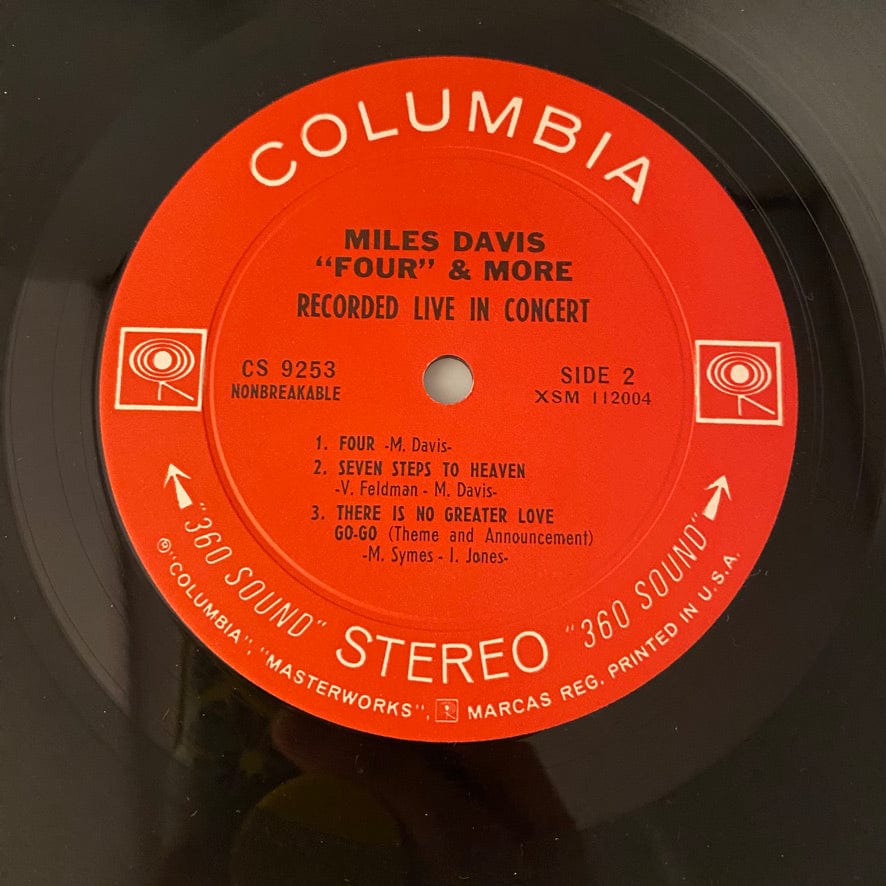 COLUMBIA
MILES DAVIS
“FOUR” & MORE
RECORDED LIVE IN CONCERT
CS 9253
NONBREAKABLE
SIDE 2
XSM 112004
1. FOUR -M. Davis-
2. SEVEN STEPS TO HEAVEN
-V. Feldman - M. Davis-
3. THERE IS NO GREATER LOVE
GO-GO (Theme and Announcement)
-M. Symes - I. Jones-
"360 SOUND" STEREO "360 SOUND"
℗"COLUMBIA", "MASTERWORKS", MARCAS REG. PRINTED IN U.S.A.